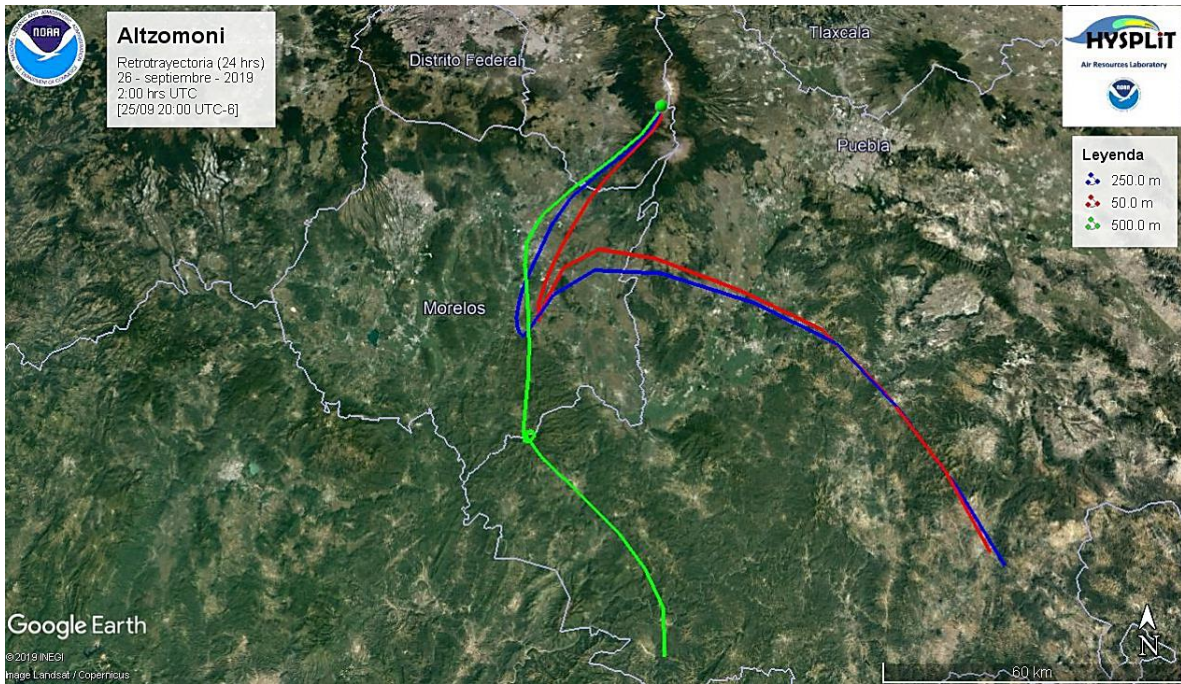 NOAA
Altzomoni
Retrotrayectoria (24 hrs)
26 - septiembre - 2019
2:00 hrs UTC
[25/09 20:00 UTC-6]
Distrito Federal
Tlaxcala
HYSPLiT
Air Resources Laboratory
Puebla
Leyenda
250.0 m
50.0 m
500.0 m
Morelos
Google Earth
© 2019 INEGI
Image Landsat / Copernicus
N
60 km